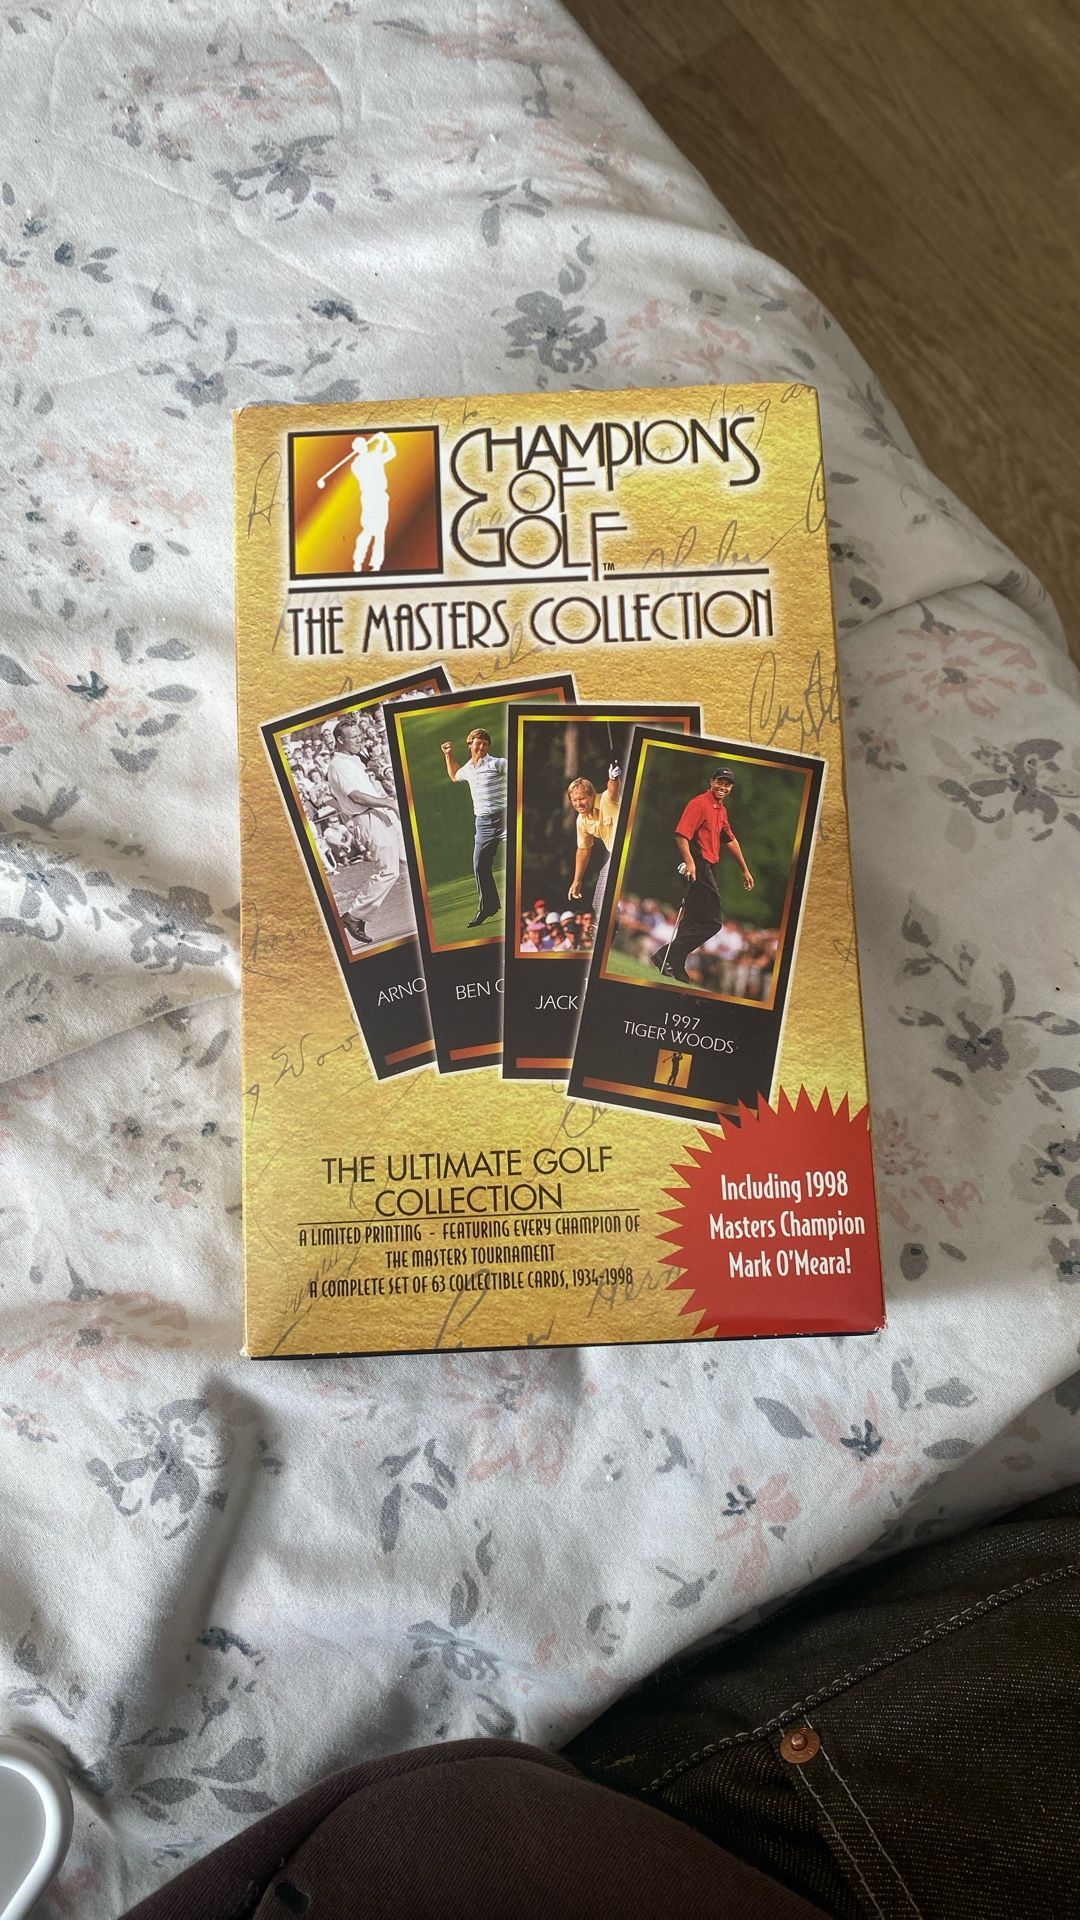 CHAMPIONS
OF
GOLF™
THE MASTERS COLLECTION
ARNO
BEN C
JACK
1997
TIGER WOODS
THE ULTIMATE GOLF
COLLECTION
A LIMITED PRINTING - FEATURING EVERY CHAMPION OF
THE MASTERS TOURNAMENT
A COMPLETE SET OF 63 COLLECTIBLE CARDS, 1934-1998
Including 1998
Masters Champion
Mark O'Meara!